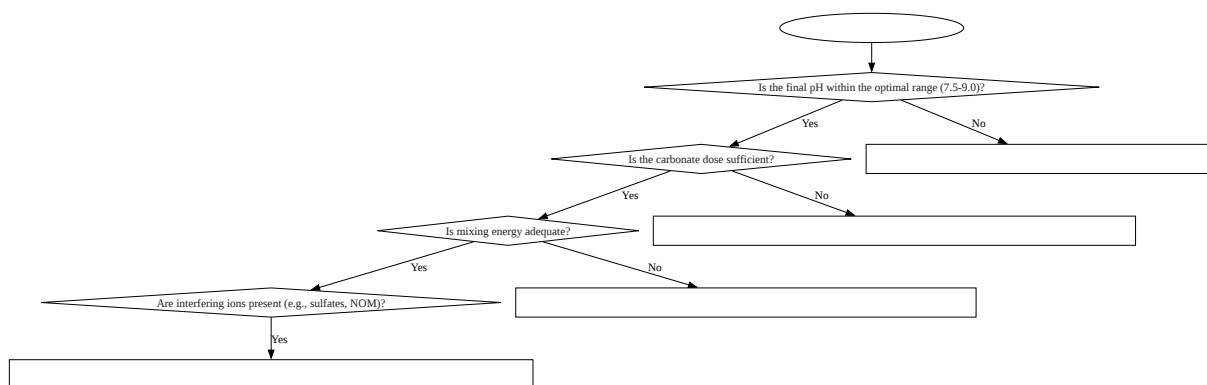 Is the final pH within the optimal range (7.5-9.0)?
Yes
No
Is the carbonate dose sufficient?
Yes
No
Is mixing energy adequate?
Yes
No
Are interfering ions present (e.g., sulfates, NOM)?
Yes